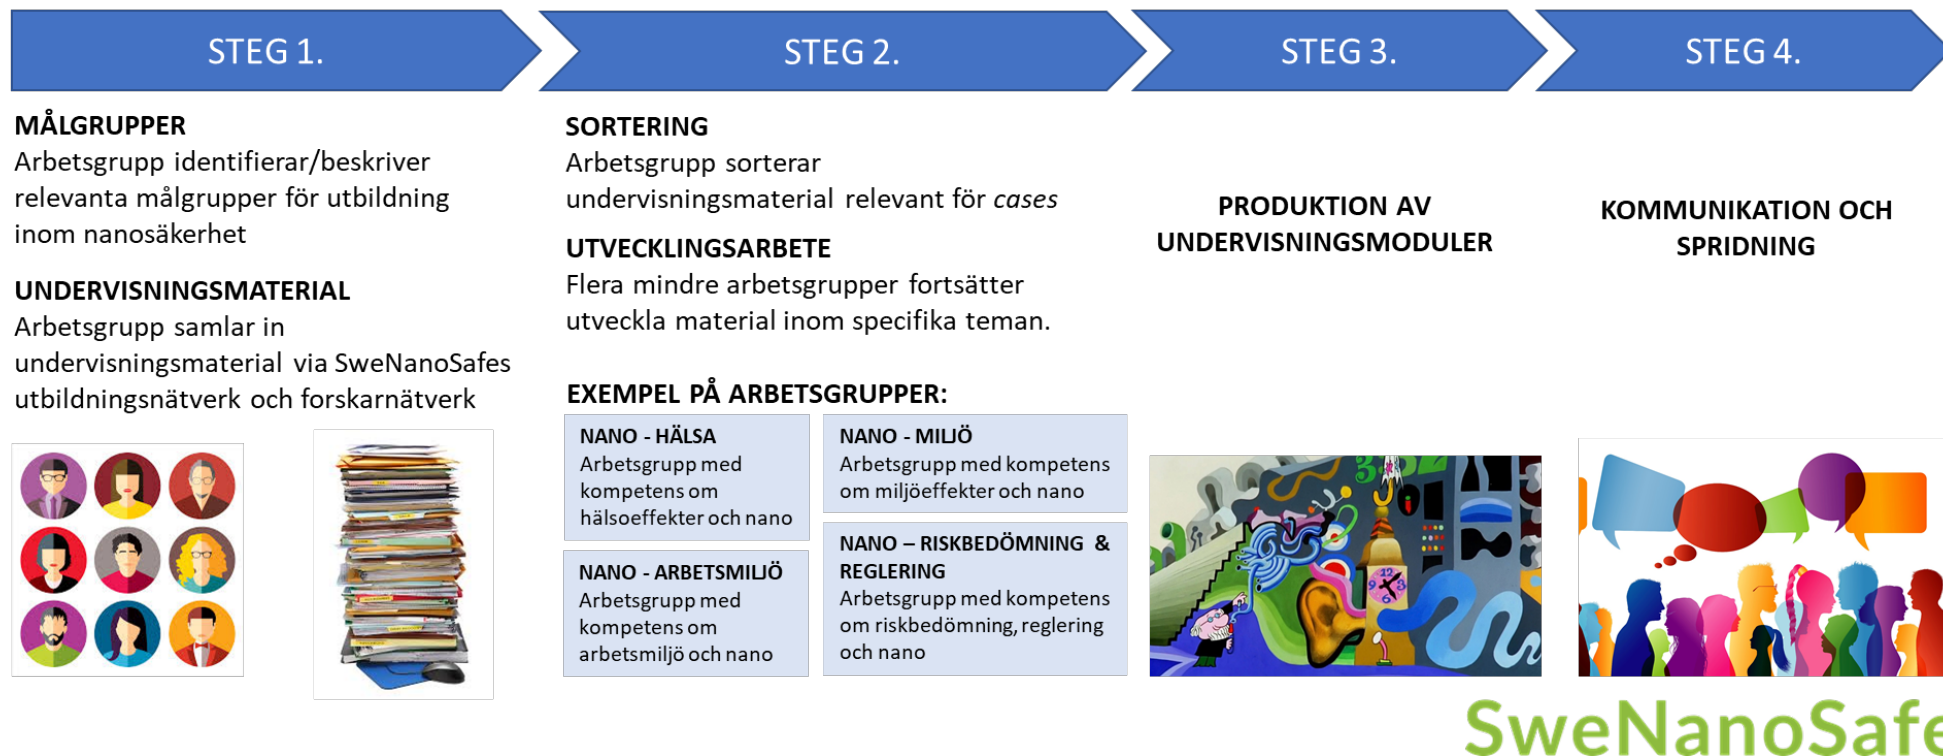 STEG 1.
STEG 2.
STEG 3.
STEG 4.
MÅLGRUPPER
Arbetsgrupp identifierar/beskriver
relevanta målgrupper för utbildning
inom nanosäkerhet
UNDERVISNINGSMATERIAL
Arbetsgrupp samlar in
undervisningsmaterial via SweNanoSafes
utbildningsnätverk och forskarnätverk
SORTERING
Arbetsgrupp sorterar
undervisningsmaterial relevant för cases
UTVECKLINGSARBETE
Flera mindre arbetsgrupper fortsätter
utveckla material inom specifika teman.
EXEMPEL PÅ ARBETSGRUPPER:
NANO - HÄLSA
Arbetsgrupp med
kompetens om
hälsoeffekter och nano
NANO - MILJÖ
Arbetsgrupp med kompetens
om miljöeffekter och nano
NANO - ARBETSMILJÖ
Arbetsgrupp med
kompetens om
arbetsmiljö och nano
NANO – RISKBEDÖMNING &
REGLERING
Arbetsgrupp med kompetens
om riskbedömning, reglering
och nano
PRODUKTION AV
UNDERVISNINGSMODULER
12
9 3
6
KOMMUNIKATION OCH
SPRIDNING
SweNanoSafe